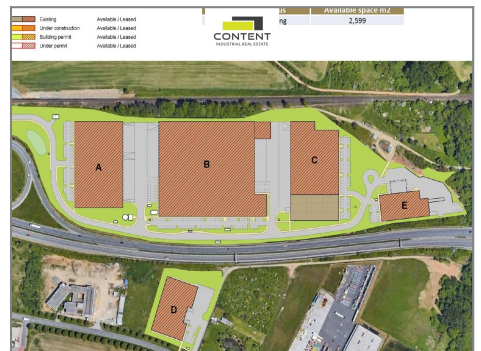 Existing Available / Leased
Under construction Available / Leased
Building permit Available / Leased
Under permit Available / Leased
Available space m2
2,599
CONTENT
INDUSTRIAL REAL ESTATE
A
B
C
E
D